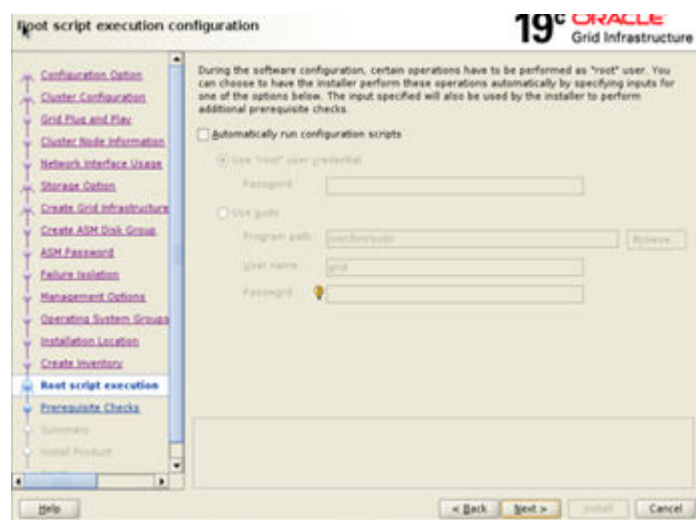 Root script execution configuration
19c ORACLE
Grid Infrastructure
Configuration Option
Cluster Configuration
Grid Plug and Play
Cluster Node Information
Network Interface Usage
Storage Option
Create Grid Infrastructure
Create ASM Disk Group
ASM Password
Failure Isolation
Management Options
Operating System Groups
Installation Location
Create Inventory
Root script execution
Prerequisite Checks
Summary
Install Product
During the software configuration, certain operations have to be performed as "root" user. You
can choose to have the installer perform these operations automatically by specifying inputs for
one of the options below. The input specified will also be used by the installer to perform
additional prerequisite checks.
Automatically run configuration scripts
Use "root" user credential
Password
Use sudo
Program path
/usr/bin/sudo
Browse...
User name
grid
Password
Help
< Back
Next >
Install
Cancel